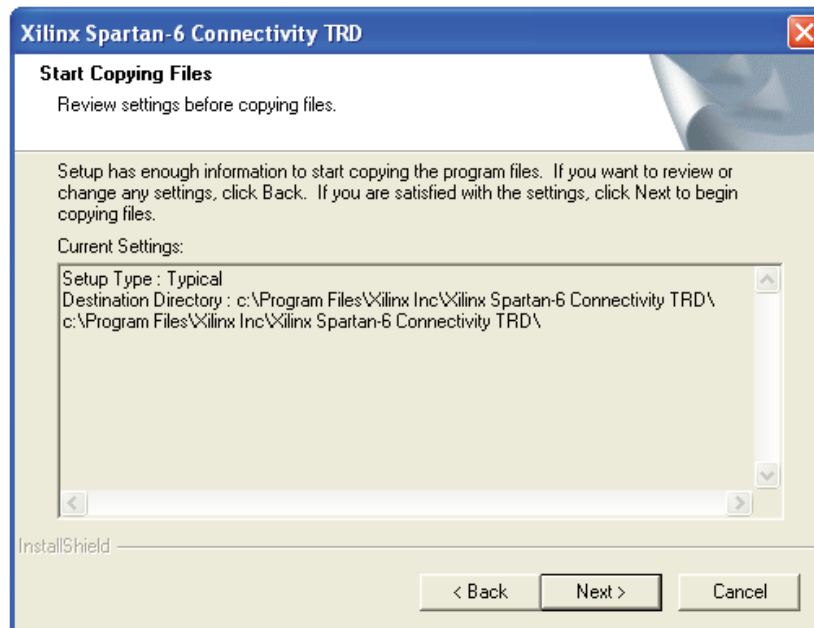 Xilinx Spartan-6 Connectivity TRD
Start Copying Files
Review settings before copying files.
Setup has enough information to start copying the program files.  If you want to review or
change any settings, click Back.  If you are satisfied with the settings, click Next to begin
copying files.
Current Settings:
Setup Type : Typical
Destination Directory : c:\Program Files\Xilinx Inc\Xilinx Spartan-6 Connectivity TRD\
c:\Program Files\Xilinx Inc\Xilinx Spartan-6 Connectivity TRD\
InstallShield
< Back Next > Cancel